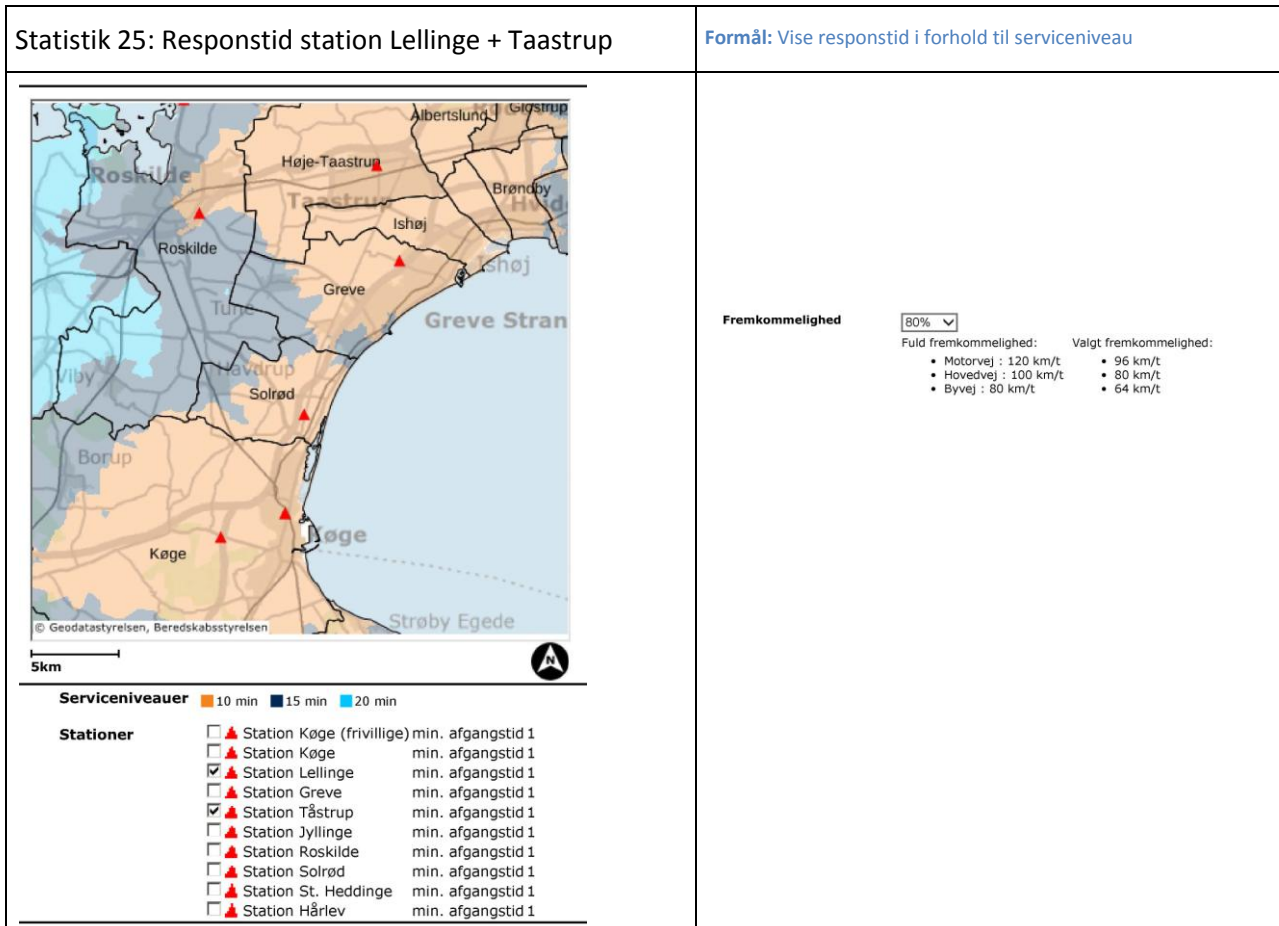 Statistik 25: Responstid station Lellinge + Taastrup
Formål: Vise responstid i forhold til serviceniveau
Albertslund
Glostrup
Høje-Taastrup
Roskilde
Brøndby
Taastrup
Hvid
Ishøj
Roskilde
Ishøj
Greve
Tune
Greve Stran
Havdrup
Viby
Solrød
Borup
Køge
Køge
Strøby Egede
© Geodatastyrelsen, Beredskabsstyrelsen
5km
N
Serviceniveauer 10 min 15 min 20 min
Stationer
Station Køge (frivillige) min. afgangstid 1
Station Køge min. afgangstid 1
Station Lellinge min. afgangstid 1
Station Greve min. afgangstid 1
Station Tåstrup min. afgangstid 1
Station Jyllinge min. afgangstid 1
Station Roskilde min. afgangstid 1
Station Solrød min. afgangstid 1
Station St. Heddinge min. afgangstid 1
Station Hårlev min. afgangstid 1
Fremkommelighed 80%
Fuld fremkommelighed: Valgt fremkommelighed:
• Motorvej : 120 km/t • 96 km/t
• Hovedvej : 100 km/t • 80 km/t
• Byvej : 80 km/t • 64 km/t